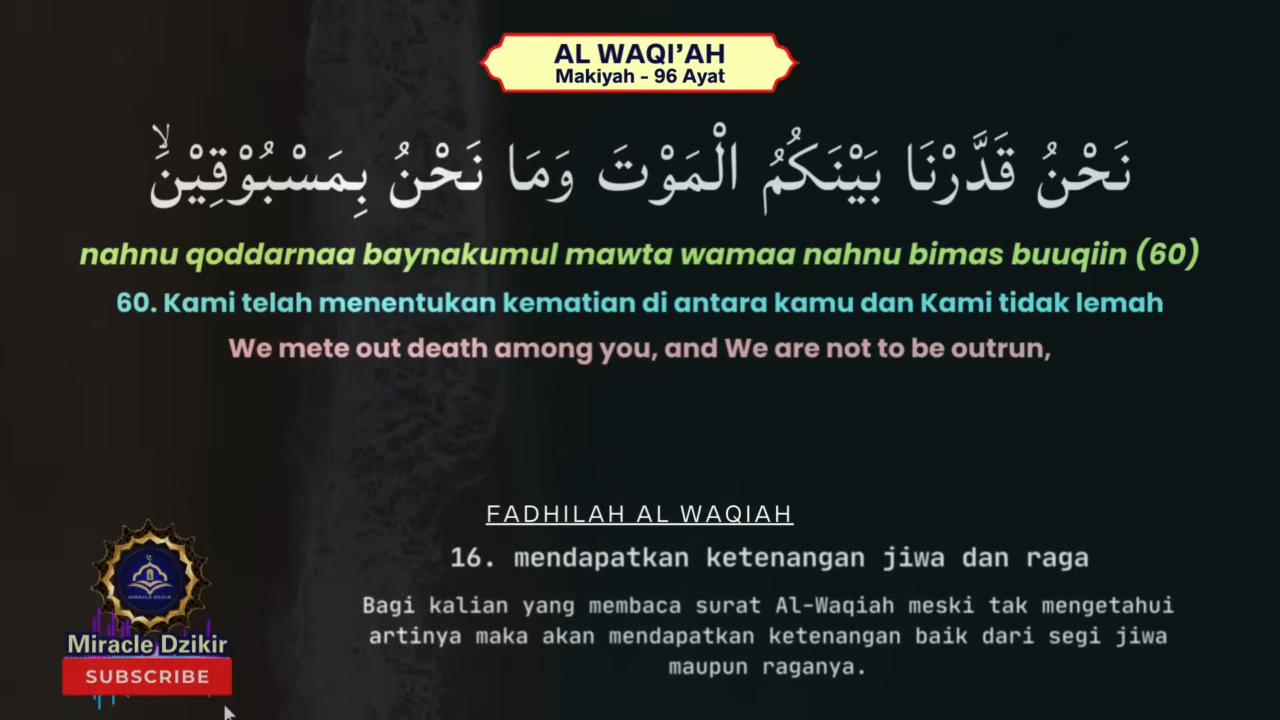 AL WAQI’AH
Makiyah - 96 Ayat
نَحْنُ قَدَّرْنَا بَيْنَكُمُ الْمَوْتَ وَمَا نَحْنُ بِمَسْبُوْقِيْنَۙ
nahnu qoddarnaa baynakumul mawta wamaa nahnu bimas buuqiin (60)
60. Kami telah menentukan kematian di antara kamu dan Kami tidak lemah
We mete out death among you, and We are not to be outrun,
FADHILAH AL WAQIAH
16. mendapatkan ketenangan jiwa dan raga
Bagi kalian yang membaca surat Al-Waqiah meski tak mengetahui
artinya maka akan mendapatkan ketenangan baik dari segi jiwa
maupun raganya.
MIRACLE DZIKIR
Miracle Dzikir
SUBSCRIBE